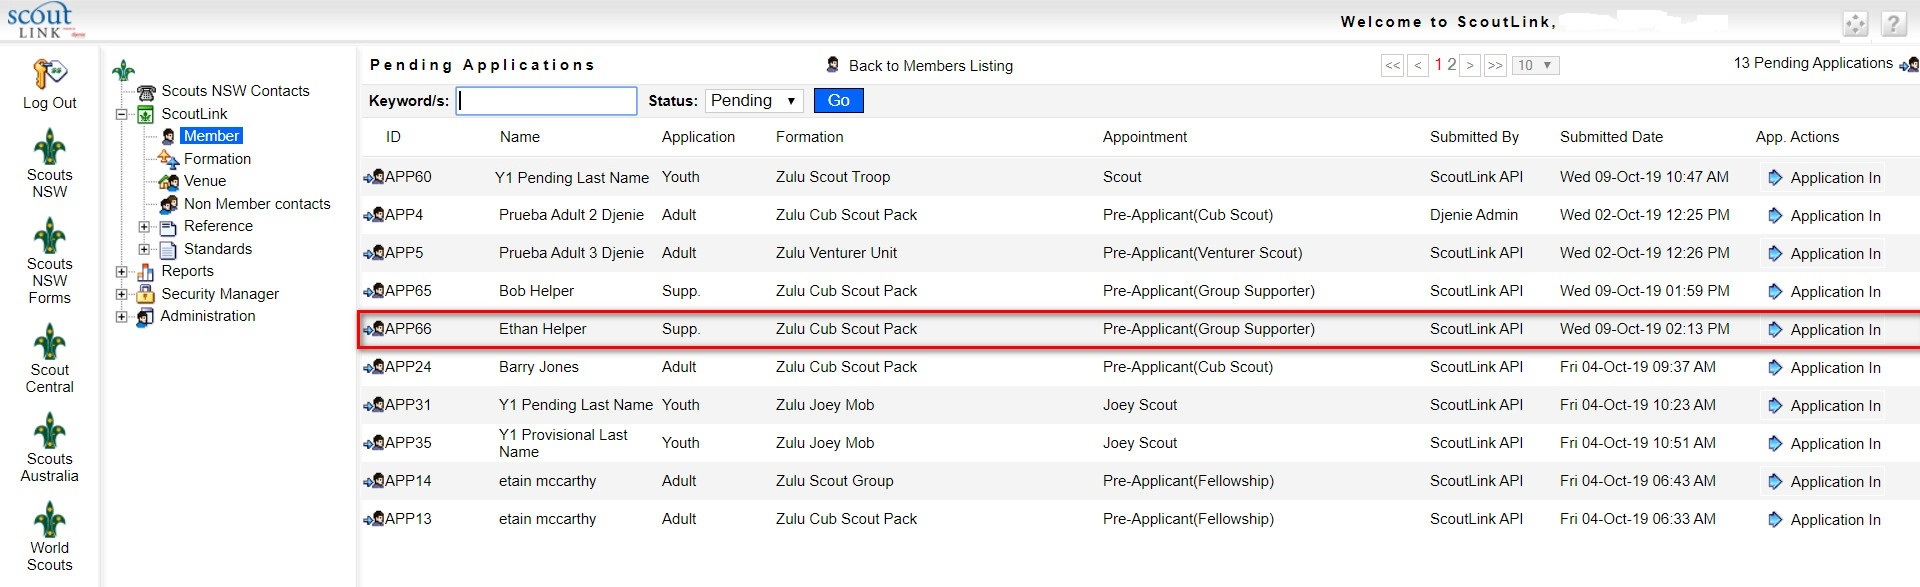 scout
LINK
Welcome to ScoutLink,
?
Log Out
Scouts
NSW
Scouts
NSW
Forms
Scout
Central
Scouts
Australia
World
Scouts
Scouts NSW Contacts
ScoutLink
Member
Formation
Venue
Non Member contacts
Reference
Standards
Reports
Security Manager
Administration
Pending Applications Back to Members Listing << < 1 2 > >> 10 13 Pending Applications
Keyword/s: Status: Pending Go
ID Name Application Formation Appointment Submitted By Submitted Date App. Actions
APP60 Y1 Pending Last Name Youth Zulu Scout Troop Scout ScoutLink API Wed 09-Oct-19 10:47 AM Application In
APP4 Prueba Adult 2 Djenie Adult Zulu Cub Scout Pack Pre-Applicant(Cub Scout) Djenie Admin Wed 02-Oct-19 12:25 PM Application In
APP5 Prueba Adult 3 Djenie Adult Zulu Venturer Unit Pre-Applicant(Venturer Scout) ScoutLink API Wed 02-Oct-19 12:26 PM Application In
APP65 Bob Helper Supp. Zulu Cub Scout Pack Pre-Applicant(Group Supporter) ScoutLink API Wed 09-Oct-19 01:59 PM Application In
APP66 Ethan Helper Supp. Zulu Cub Scout Pack Pre-Applicant(Group Supporter) ScoutLink API Wed 09-Oct-19 02:13 PM Application In
APP24 Barry Jones Adult Zulu Cub Scout Pack Pre-Applicant(Cub Scout) ScoutLink API Fri 04-Oct-19 09:37 AM Application In
APP31 Y1 Pending Last Name Youth Zulu Joey Mob Joey Scout ScoutLink API Fri 04-Oct-19 10:23 AM Application In
APP35 Y1 Provisional Last Name Youth Zulu Joey Mob Joey Scout ScoutLink API Fri 04-Oct-19 10:51 AM Application In
APP14 etain mccarthy Adult Zulu Scout Group Pre-Applicant(Fellowship) ScoutLink API Fri 04-Oct-19 06:43 AM Application In
APP13 etain mccarthy Adult Zulu Cub Scout Pack Pre-Applicant(Fellowship) ScoutLink API Fri 04-Oct-19 06:33 AM Application In